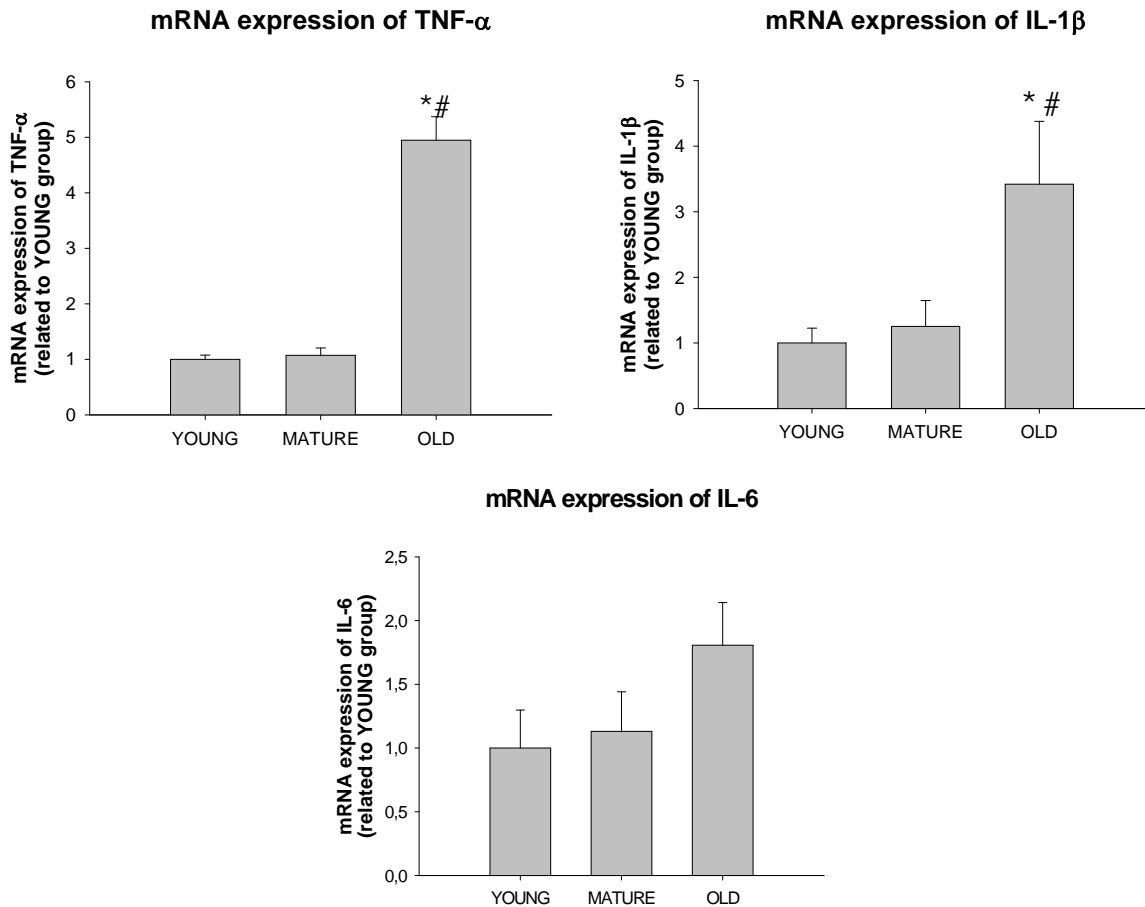 mRNA expression of TNF-α
mRNA expression of TNF-α
(related to YOUNG group)
6
5
4
3
2
1
0
*#
YOUNG MATURE OLD
mRNA expression of IL-1β
mRNA expression of IL-1β
(related to YOUNG group)
5
4
3
2
1
0
* #
YOUNG MATURE OLD
mRNA expression of IL-6
mRNA expression of IL-6
(related to YOUNG group)
2,5
2,0
1,5
1,0
0,5
0,0
YOUNG MATURE OLD